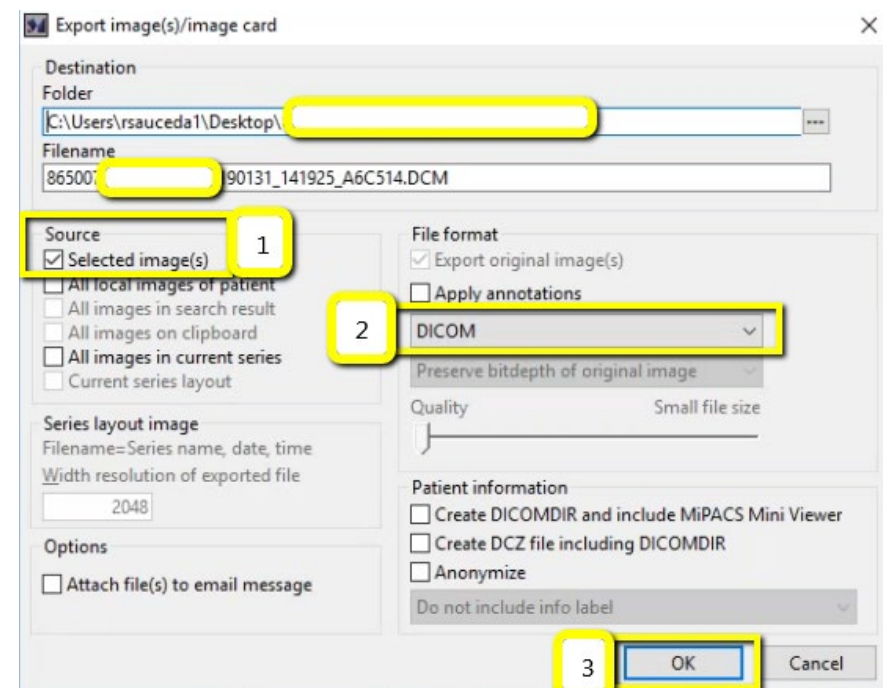 Export image(s)/image card
Destination
Folder
C:\Users\rsauceda1\Desktop\
Filename
86500 90131_141925_A6C514.DCM
Source
1
Selected image(s)
All local images of patient
All images in search result
All images on clipboard
All images in current series
Current series layout
File format
Export original image(s)
Apply annotations
2
DICOM
Preserve bitdepth of original image
Quality Small file size
Series layout image
Filename=Series name, date, time
Width resolution of exported file
2048
Options
Attach file(s) to email message
Patient information
Create DICOMDIR and include MiPACS Mini Viewer
Create DCZ file including DICOMDIR
Anonymize
Do not include info label
3
OK Cancel